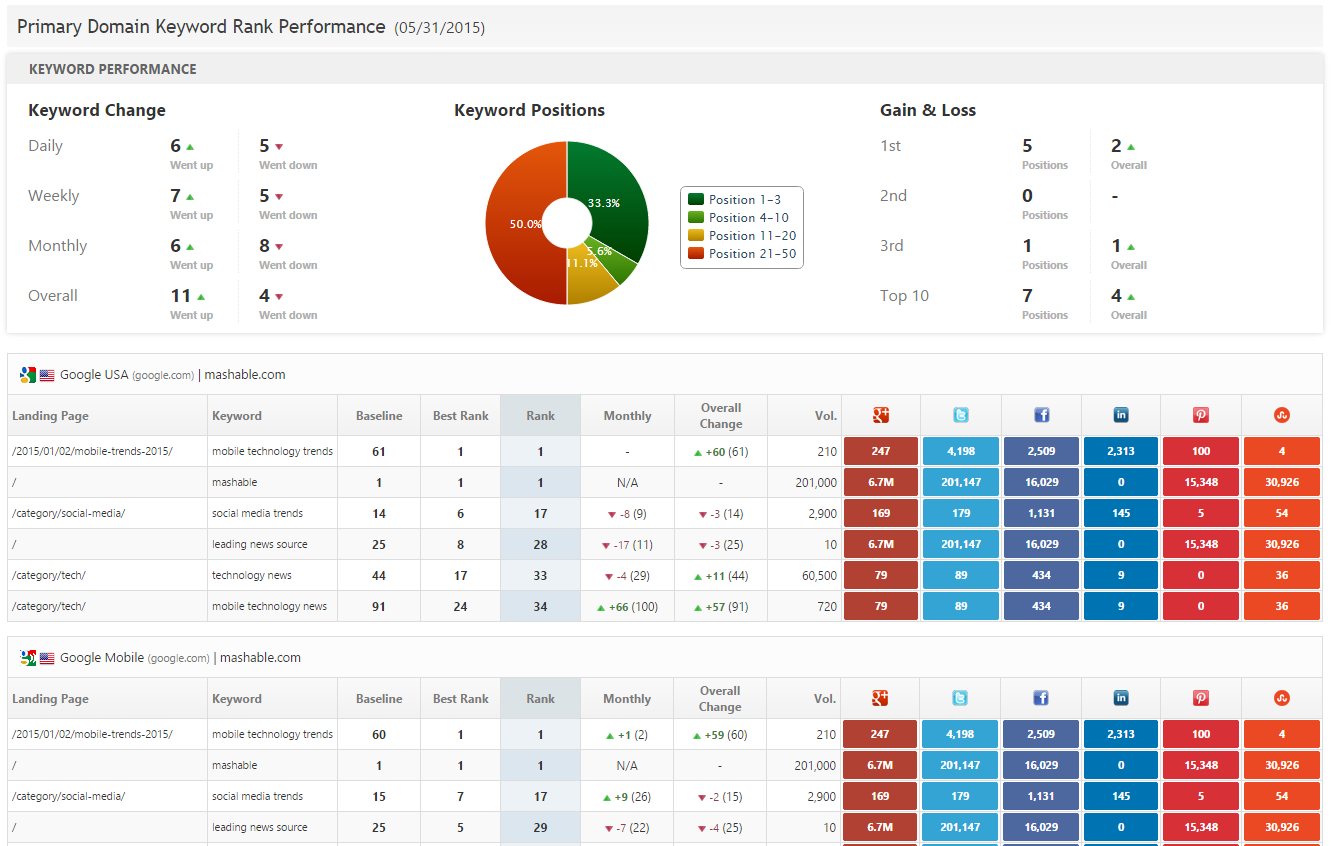 Primary Domain Keyword Rank Performance (05/31/2015)
KEYWORD PERFORMANCE
Keyword Change
Daily 6 5
Went up Went down
Weekly 7 5
Went up Went down
Monthly 6 8
Went up Went down
Overall 11 4
Went up Went down
Keyword Positions
33.3%
50.0%
5.6%
11.1%
Position 1–3
Position 4–10
Position 11–20
Position 21–50
Gain & Loss
1st 5 2
Positions Overall
2nd 0 -
Positions
3rd 1 1
Positions Overall
Top 10 7 4
Positions Overall
Google USA (google.com) | mashable.com
Landing Page Keyword Baseline Best Rank Rank Monthly Overall Change Vol.
/2015/01/02/mobile-trends-2015/ mobile technology trends 61 1 1 - +60 (61) 210 247 4,198 2,509 2,313 100 4
/ mashable 1 1 1 N/A - 201,000 6.7M 201,147 16,029 0 15,348 30,926
/category/social-media/ social media trends 14 6 17 -8 (9) -3 (14) 2,900 169 179 1,131 145 5 54
/ leading news source 25 8 28 -17 (11) -3 (25) 10 6.7M 201,147 16,029 0 15,348 30,926
/category/tech/ technology news 44 17 33 -4 (29) +11 (44) 60,500 79 89 434 9 0 36
/category/tech/ mobile technology news 91 24 34 +66 (100) +57 (91) 720 79 89 434 9 0 36
Google Mobile (google.com) | mashable.com
Landing Page Keyword Baseline Best Rank Rank Monthly Overall Change Vol.
/2015/01/02/mobile-trends-2015/ mobile technology trends 60 1 1 +1 (2) +59 (60) 210 247 4,198 2,509 2,313 100 4
/ mashable 1 1 1 N/A - 201,000 6.7M 201,147 16,029 0 15,348 30,926
/category/social-media/ social media trends 15 7 17 +9 (26) -2 (15) 2,900 169 179 1,131 145 5 54
/ leading news source 25 5 29 -7 (22) -4 (25) 10 6.7M 201,147 16,029 0 15,348 30,926